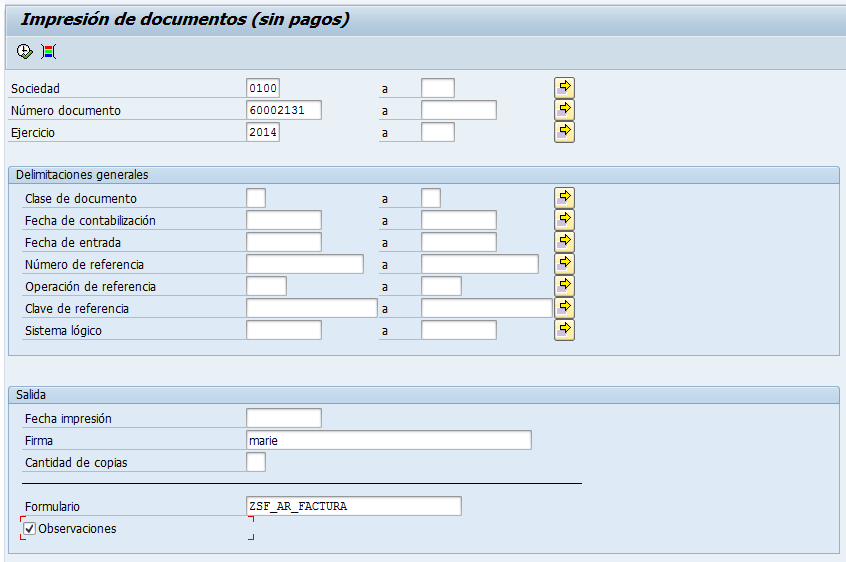 Impresión de documentos (sin pagos)
Sociedad 0100 a
Número documento 60002131 a
Ejercicio 2014 a
Delimitaciones generales
Clase de documento a
Fecha de contabilización a
Fecha de entrada a
Número de referencia a
Operación de referencia a
Clave de referencia a
Sistema lógico a
Salida
Fecha impresión
Firma marie
Cantidad de copias
Formulario ZSF_AR_FACTURA
Observaciones